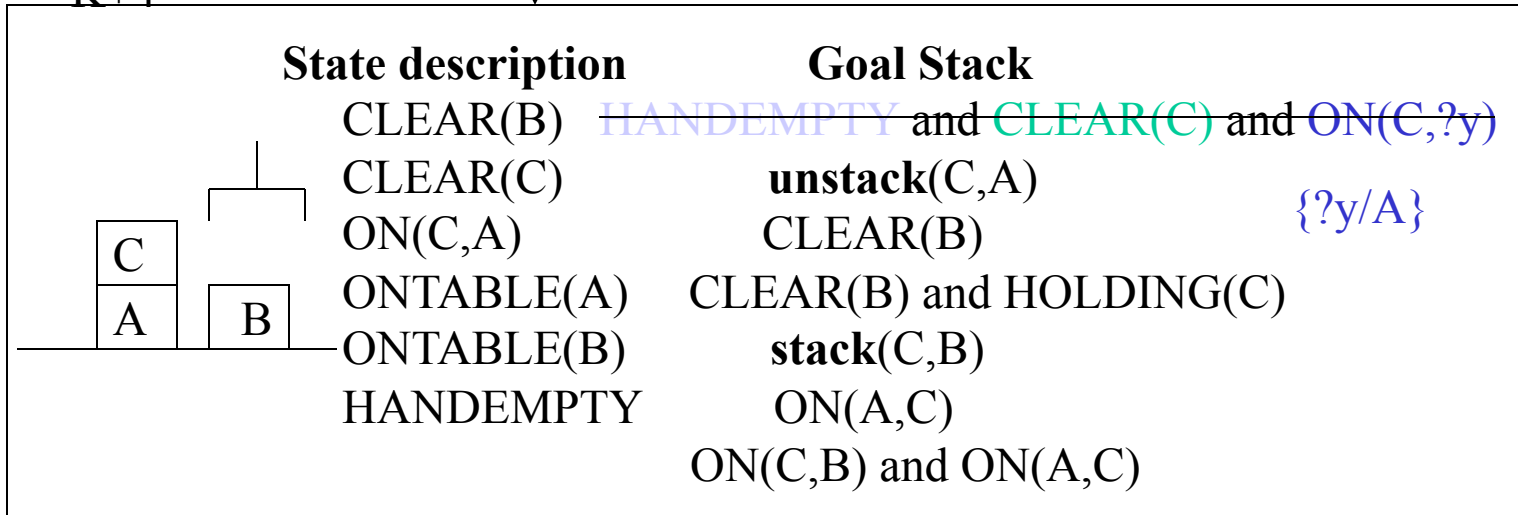 State description Goal Stack
CLEAR(B) HANDEMPTY and CLEAR(C) and ON(C,?y)
CLEAR(C) unstack(C,A)
{?y/A}
ON(C,A) CLEAR(B)
C
ONTABLE(A) CLEAR(B) and HOLDING(C)
A B
ONTABLE(B) stack(C,B)
HANDEMPTY ON(A,C)
ON(C,B) and ON(A,C)